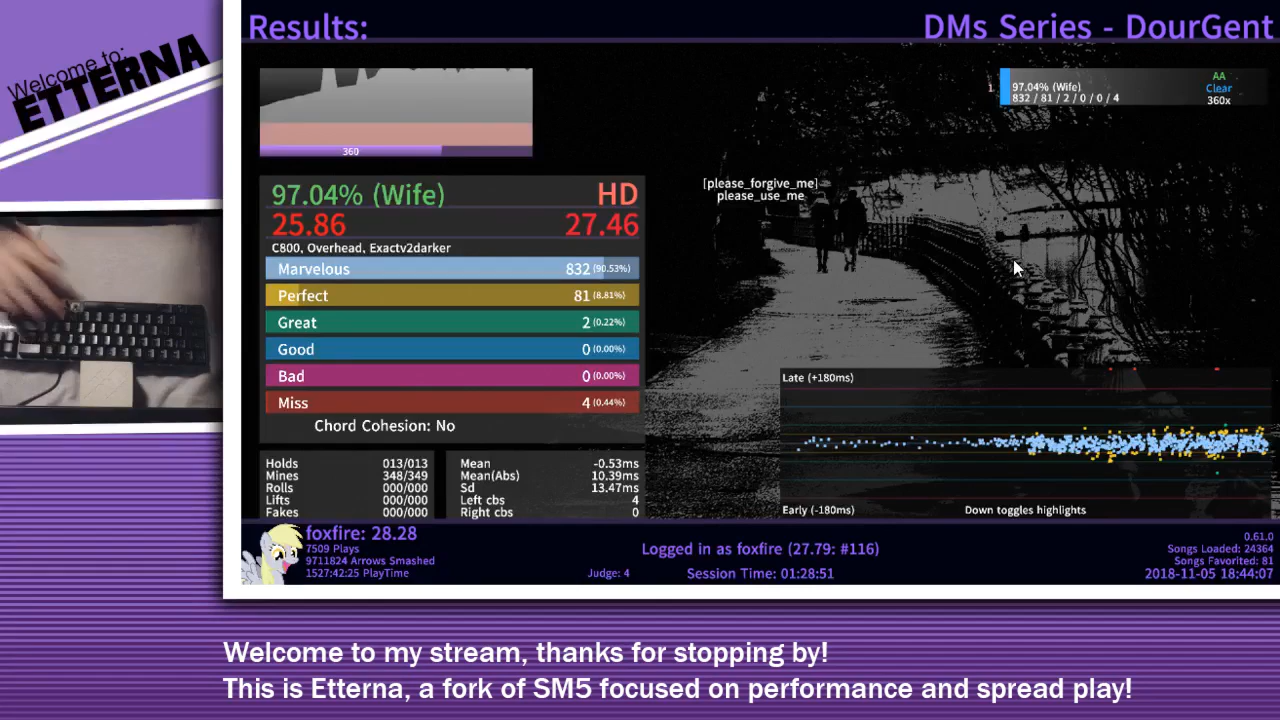 Welcome to:
ETTERNA
Results:
DMs Series - DourGent
360
1
97.04% (Wife)
832 / 81 / 2 / 0 / 0 / 4
AA
Clear
360x
[please_forgive_me]
please_use_me
97.04% (Wife)
HD
25.86
27.46
C800, Overhead, Exactv2darker
Marvelous 832 (90.53%)
Perfect 81 (8.81%)
Great 2 (0.22%)
Good 0 (0.00%)
Bad 0 (0.00%)
Miss 4 (0.44%)
Chord Cohesion: No
Holds 013/013
Mines 348/349
Rolls 000/000
Lifts 000/000
Fakes 000/000
Mean -0.53ms
Mean(Abs) 10.39ms
Sd 13.47ms
Left cbs 4
Right cbs 0
Late (+180ms)
Early (-180ms)
Down toggles highlights
foxfire: 28.28
7509 Plays
9711824 Arrows Smashed
1527:42:25 PlayTime
Judge: 4
Logged in as foxfire (27.79: #116)
Session Time: 01:28:51
0.61.0
Songs Loaded: 24364
Songs Favorited: 81
2018-11-05 18:44:07
Welcome to my stream, thanks for stopping by!
This is Etterna, a fork of SM5 focused on performance and spread play!